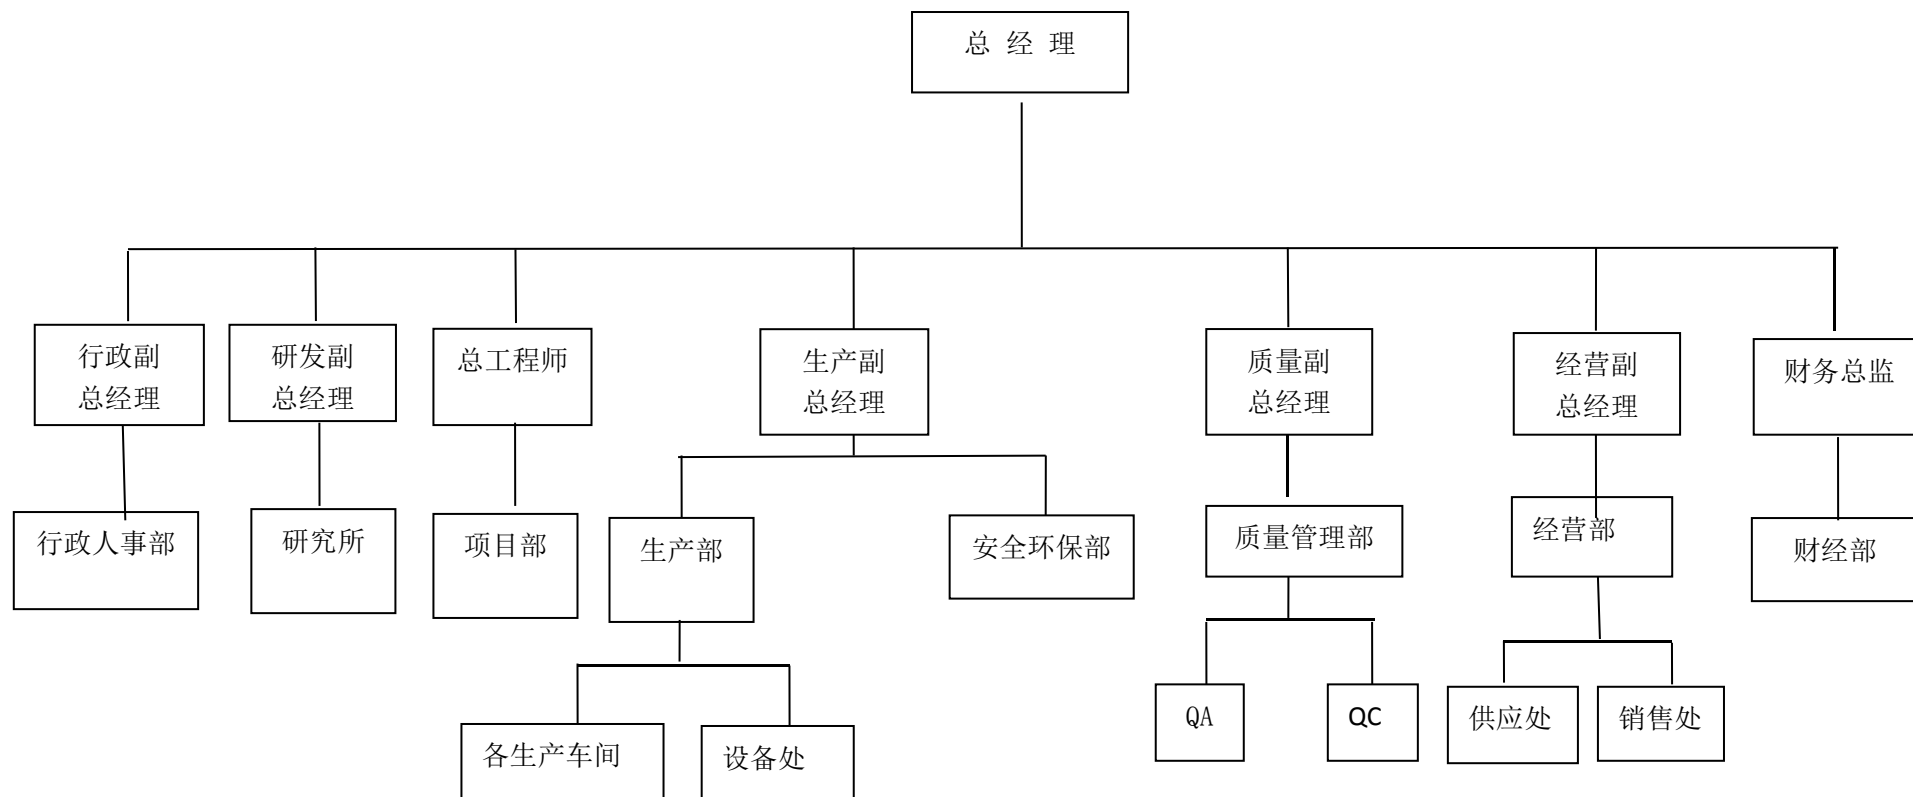 总 经 理
行政副
总经理
研发副
总经理
总工程师
生产副
总经理
质量副
总经理
经营副
总经理
财务总监
行政人事部
研究所
项目部
生产部
安全环保部
质量管理部
经营部
财经部
各生产车间
设备处
QA
QC
供应处
销售处